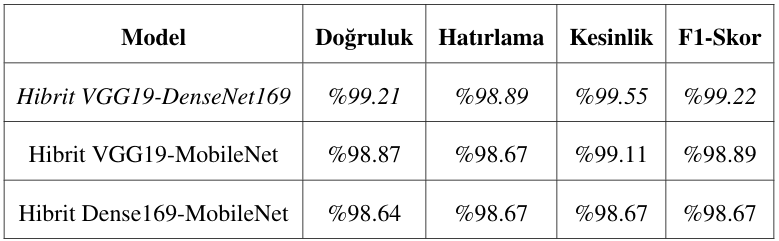 Model Doğruluk Hatırlama Kesinlik F1-Skor
Hibrit VGG19-DenseNet169 %99.21 %98.89 %99.55 %99.22
Hibrit VGG19-MobileNet %98.87 %98.67 %99.11 %98.89
Hibrit Dense169-MobileNet %98.64 %98.67 %98.67 %98.67